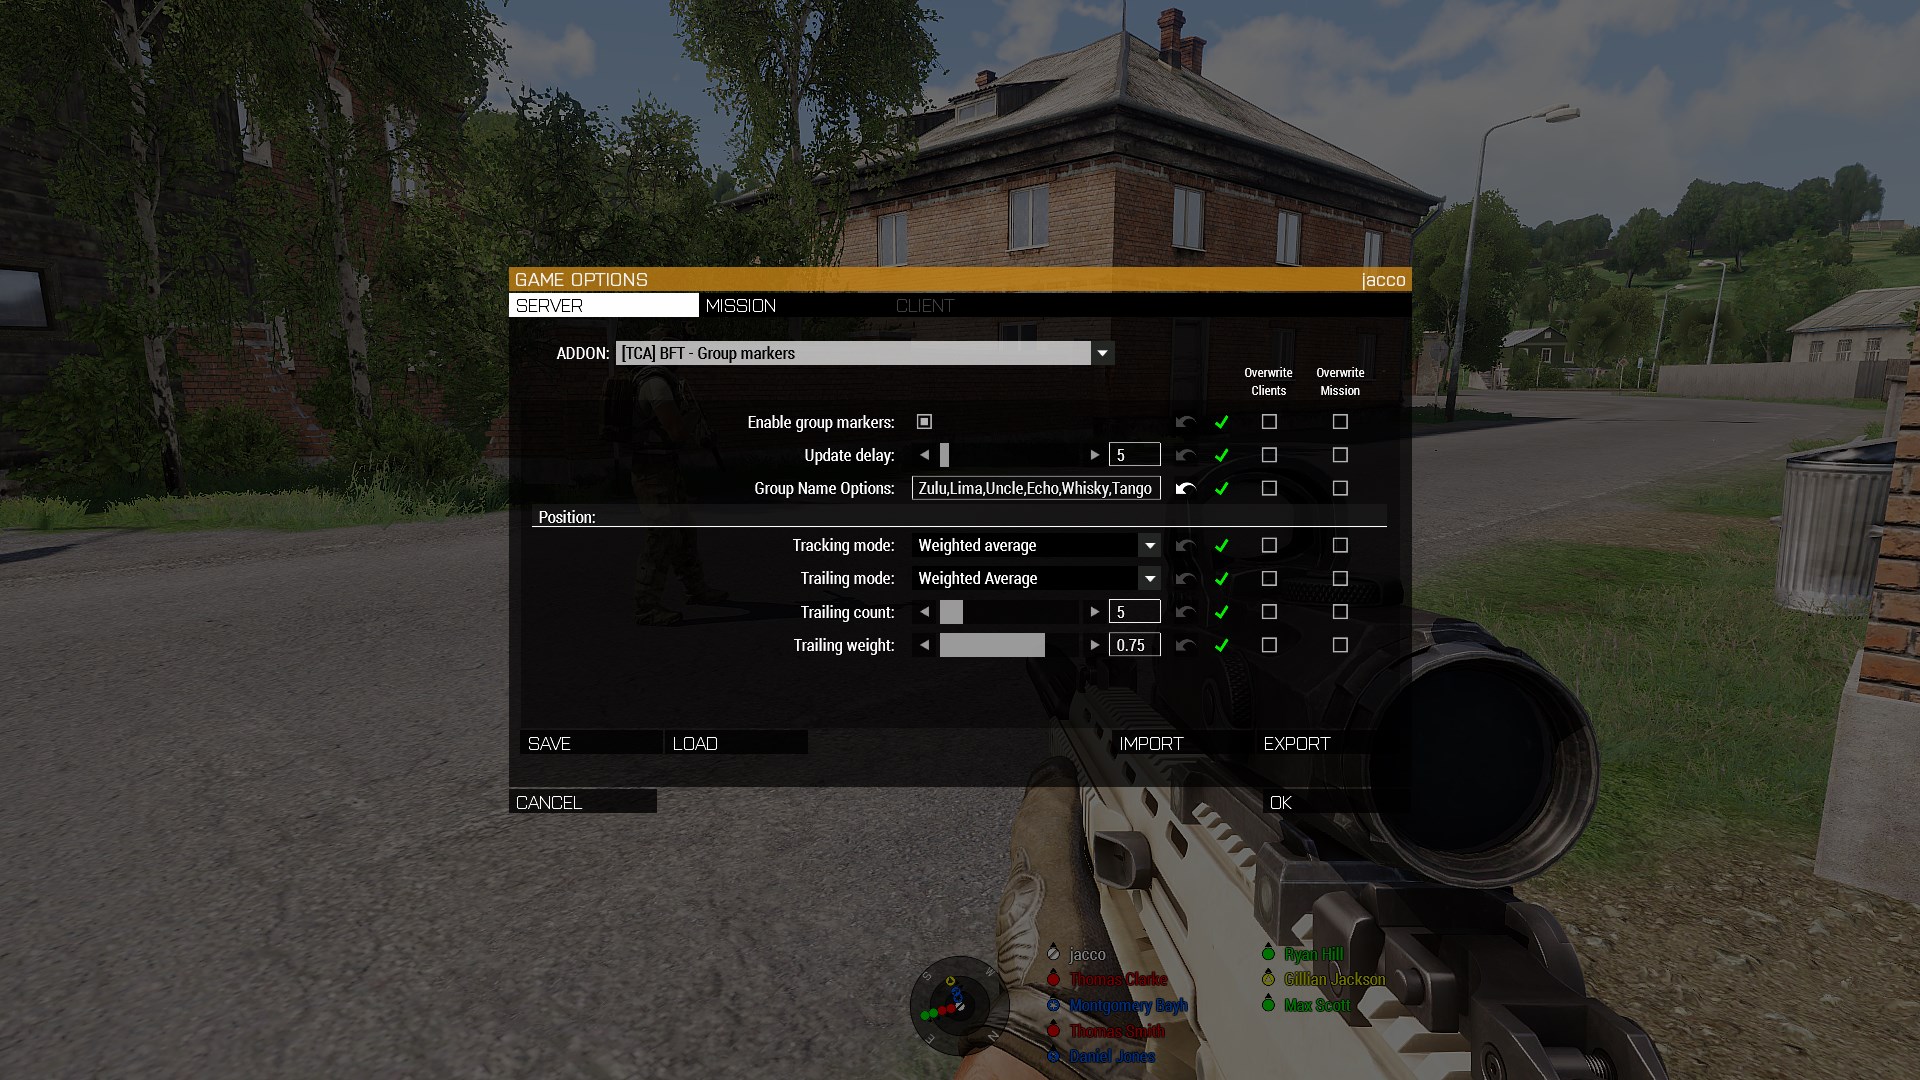 GAME OPTIONS jacco
SERVER MISSION CLIENT
ADDON: [TCA] BFT - Group markers
Overwrite Clients Overwrite Mission
Enable group markers:
Update delay: 5
Group Name Options: Zulu,Lima,Uncle,Echo,Whisky,Tango
Position:
Tracking mode: Weighted average
Trailing mode: Weighted Average
Trailing count: 5
Trailing weight: 0.75
SAVE LOAD IMPORT EXPORT
CANCEL OK
jacco Ryan Hill
Thomas Clarke Gillian Jackson
Montgomery Bayh Max Scott
Thomas Smith
Daniel Jones
S W
E N